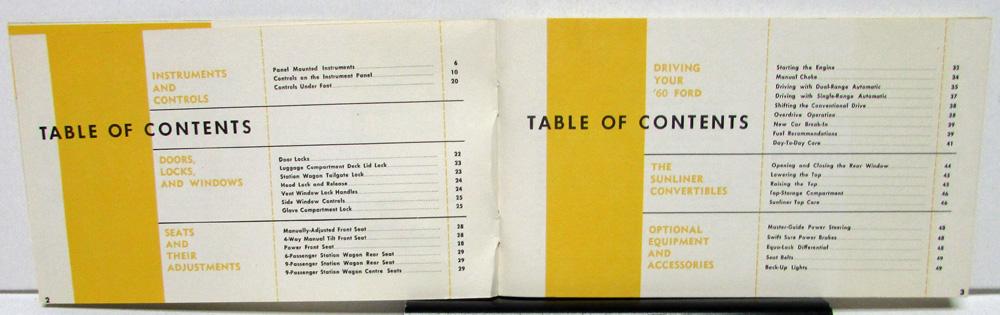 INSTRUMENTS
AND
CONTROLS
Panel Mounted Instruments 6
Controls on the Instrument Panel 10
Controls Under Foot 20
TABLE OF CONTENTS
DOORS,
LOCKS,
AND WINDOWS
Door Locks 22
Luggage Compartment Deck Lid Lock 23
Station Wagon Tailgate Lock 23
Hood Lock and Release 24
Vent Window Lock Handles 24
Side Window Controls 25
Glove Compartment Lock 25
SEATS
AND
THEIR
ADJUSTMENTS
Manually-Adjusted Front Seat 28
4-Way Manual Tilt Front Seat 28
Power Front Seat 28
6-Passenger Station Wagon Rear Seat 29
9-Passenger Station Wagon Rear Seat 29
9-Passenger Station Wagon Centre Seats 29
2
DRIVING
YOUR
'60 FORD
Starting the Engine 33
Manual Choke 34
Driving with Dual-Range Automatic 35
Driving with Single-Range Automatic 37
Shifting the Conventional Drive 38
Overdrive Operation 38
New Car Break-In 39
Fuel Recommendations 39
Day-To-Day Care 41
TABLE OF CONTENTS
THE
SUNLINER
CONVERTIBLES
Opening and Closing the Rear Window 44
Lowering the Top 45
Raising the Top 45
Top-Storage Compartment 46
Sunliner Top Care 46
OPTIONAL
EQUIPMENT
AND
ACCESSORIES
Master-Guide Power Steering 48
Swift Sure Power Brakes 48
Equa-Lock Differential 48
Seat Belts 49
Back-Up Lights 49
3